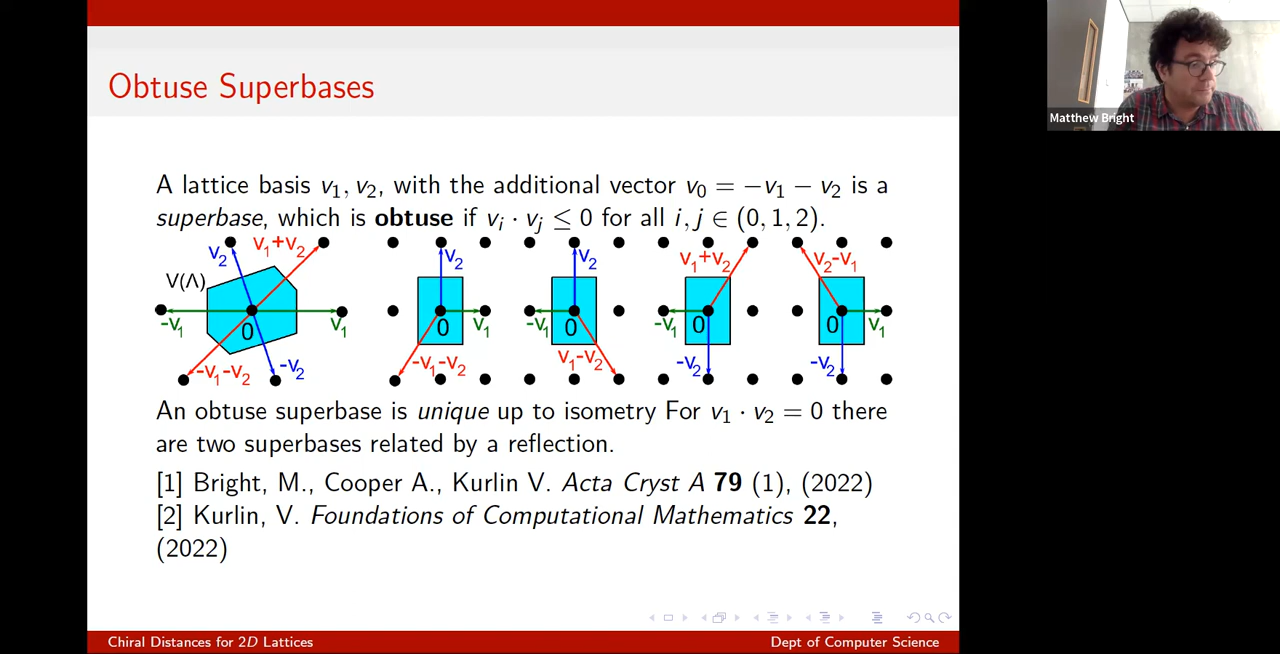 Obtuse Superbases
Matthew Bright
A lattice basis v₁, v₂, with the additional vector v₀ = −v₁ − v₂ is a
superbase, which is obtuse if vᵢ · vⱼ ≤ 0 for all i, j ∈ (0, 1, 2).
v₂ v₁+v₂
V(Λ)
-v₁ 0 v₁
-v₁-v₂ -v₂
v₂
0 v₁
-v₁-v₂
v₂
-v₁ 0
v₁-v₂
v₁+v₂
-v₁ 0
-v₂
v₂-v₁
0 v₁
-v₂
An obtuse superbase is unique up to isometry For v₁ · v₂ = 0 there
are two superbases related by a reflection.
[1] Bright, M., Cooper A., Kurlin V. Acta Cryst A 79 (1), (2022)
[2] Kurlin, V. Foundations of Computational Mathematics 22,
(2022)
Chiral Distances for 2D Lattices
Dept of Computer Science